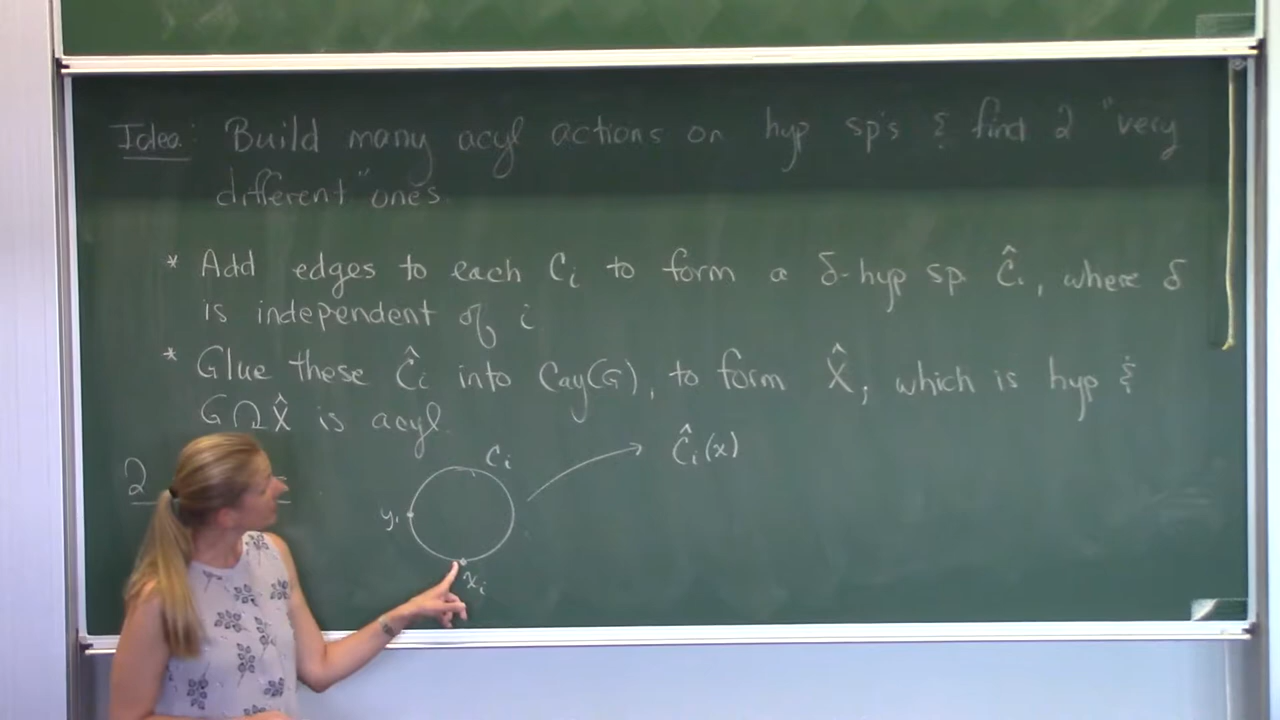 Idea: Build many acyl actions on hyp sp's & find 2 "very
different" ones.
* Add edges to each Cᵢ to form a δ-hyp sp. Ĉᵢ, where δ
is independent of i
* Glue these Ĉᵢ into Cay(G), to form X̂, which is hyp &
G↷X̂ is acyl.
2
Cᵢ
Ĉᵢ(x)
xᵢ